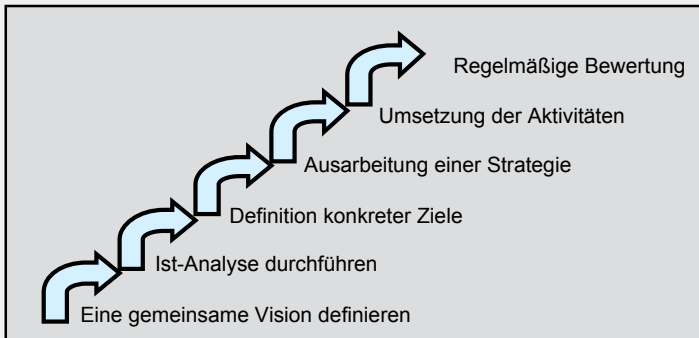 Regelmäßige Bewertung
Umsetzung der Aktivitäten
Ausarbeitung einer Strategie
Definition konkreter Ziele
Ist-Analyse durchführen
Eine gemeinsame Vision definieren